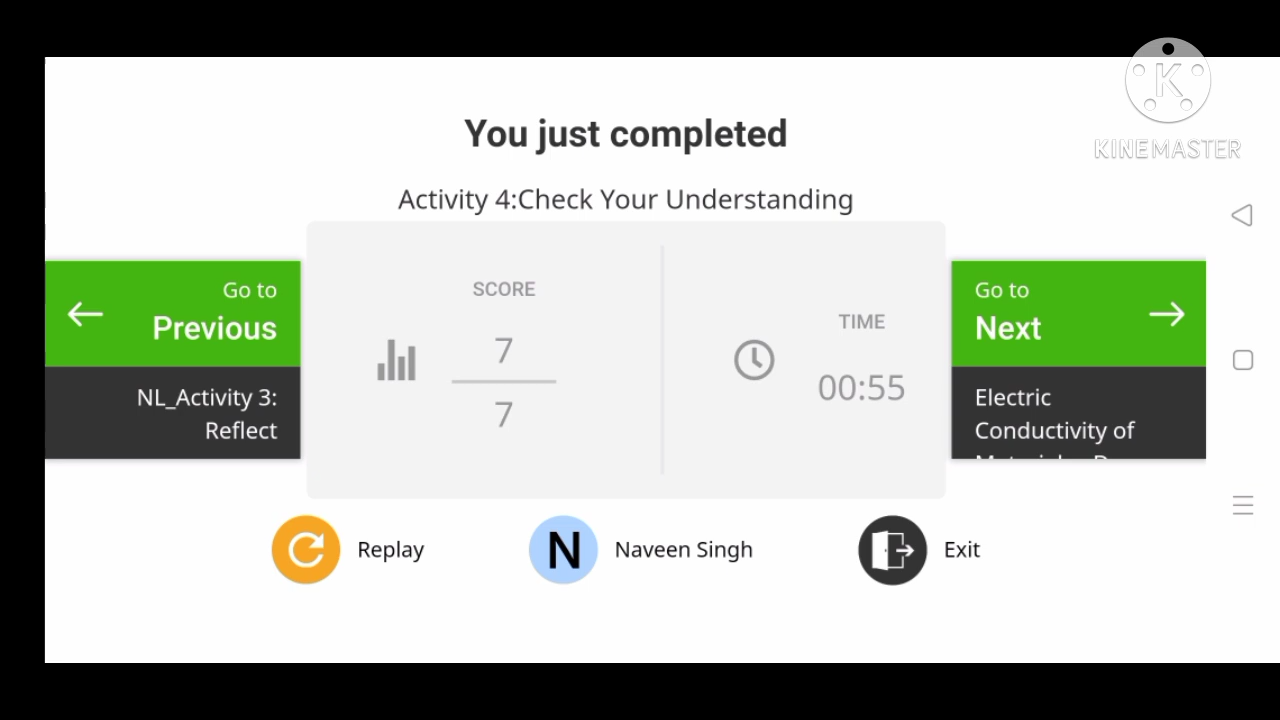 KINEMASTER
You just completed
Activity 4:Check Your Understanding
Go to
Previous
NL_Activity 3:
Reflect
SCORE
7
7
TIME
00:55
Go to
Next
Electric
Conductivity of
Replay
N
Naveen Singh
Exit